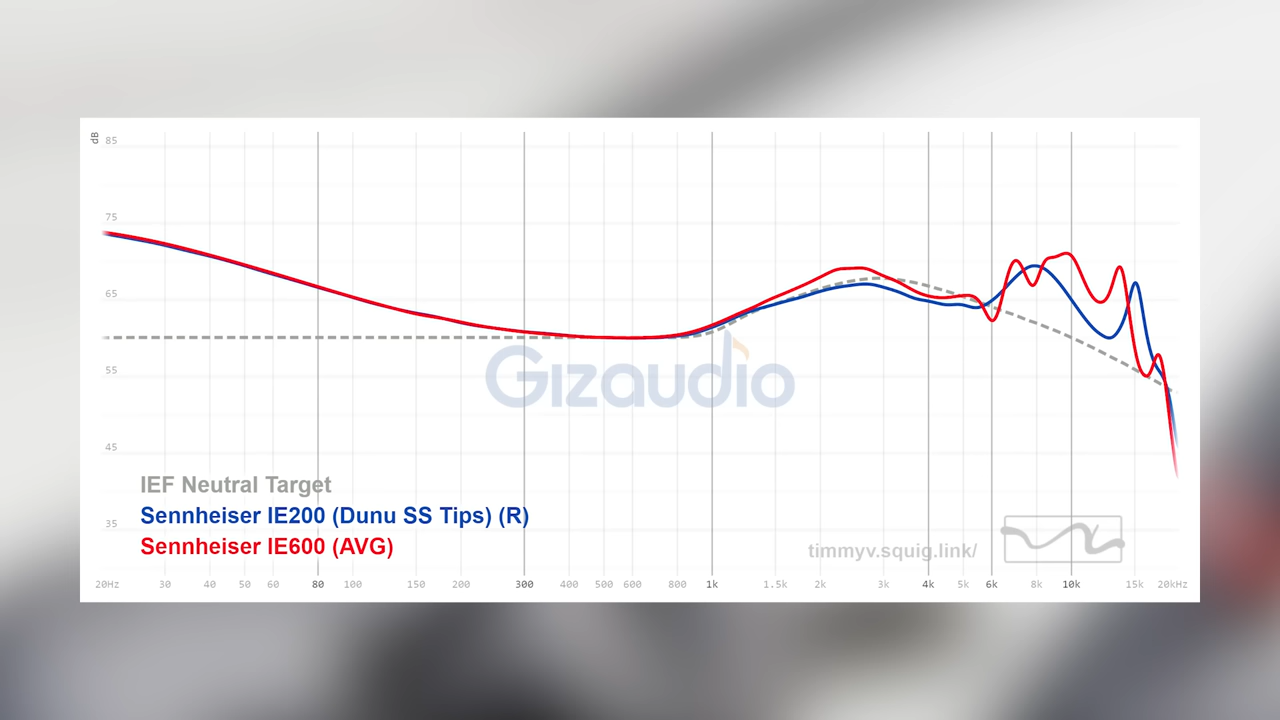 dB
85
75
65
55
45
35
Gizaudio
IEF Neutral Target
Sennheiser IE200 (Dunu SS Tips) (R)
Sennheiser IE600 (AVG)
timmyv.squig.link/
20Hz 30 40 50 60 80 100 150 200 300 400 500 600 800 1k 1.5k 2k 3k 4k 5k 6k 8k 10k 15k 20kHz